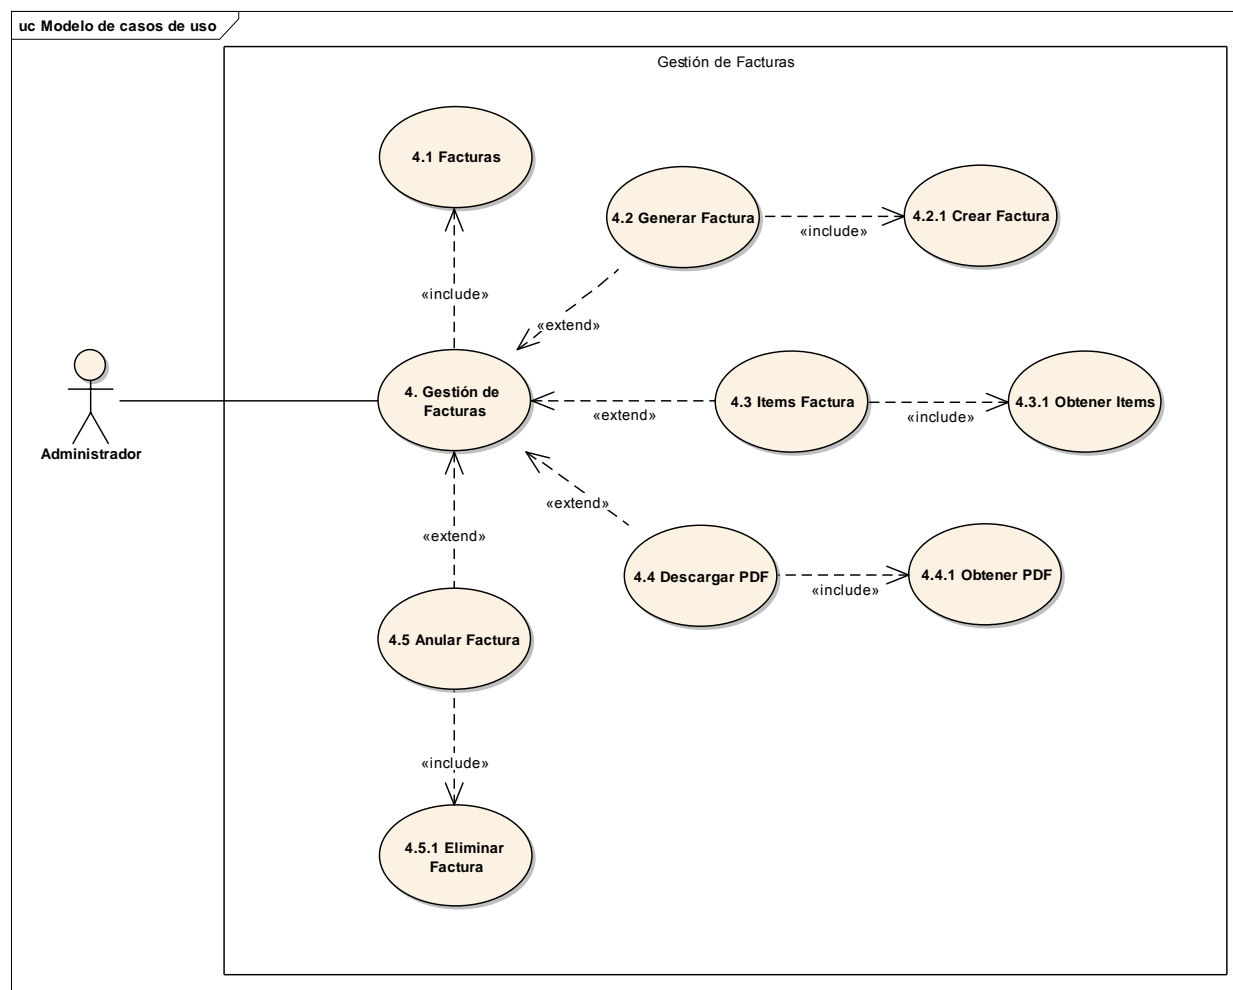 uc Modelo de casos de uso
Gestión de Facturas
4.1 Facturas
4.2 Generar Factura
«include»
4.2.1 Crear Factura
«include»
«extend»
4. Gestión de
Facturas
«extend»
4.3 Items Factura
«include»
4.3.1 Obtener Items
Administrador
«extend»
«extend»
4.4 Descargar PDF
«include»
4.4.1 Obtener PDF
4.5 Anular Factura
«include»
4.5.1 Eliminar
Factura